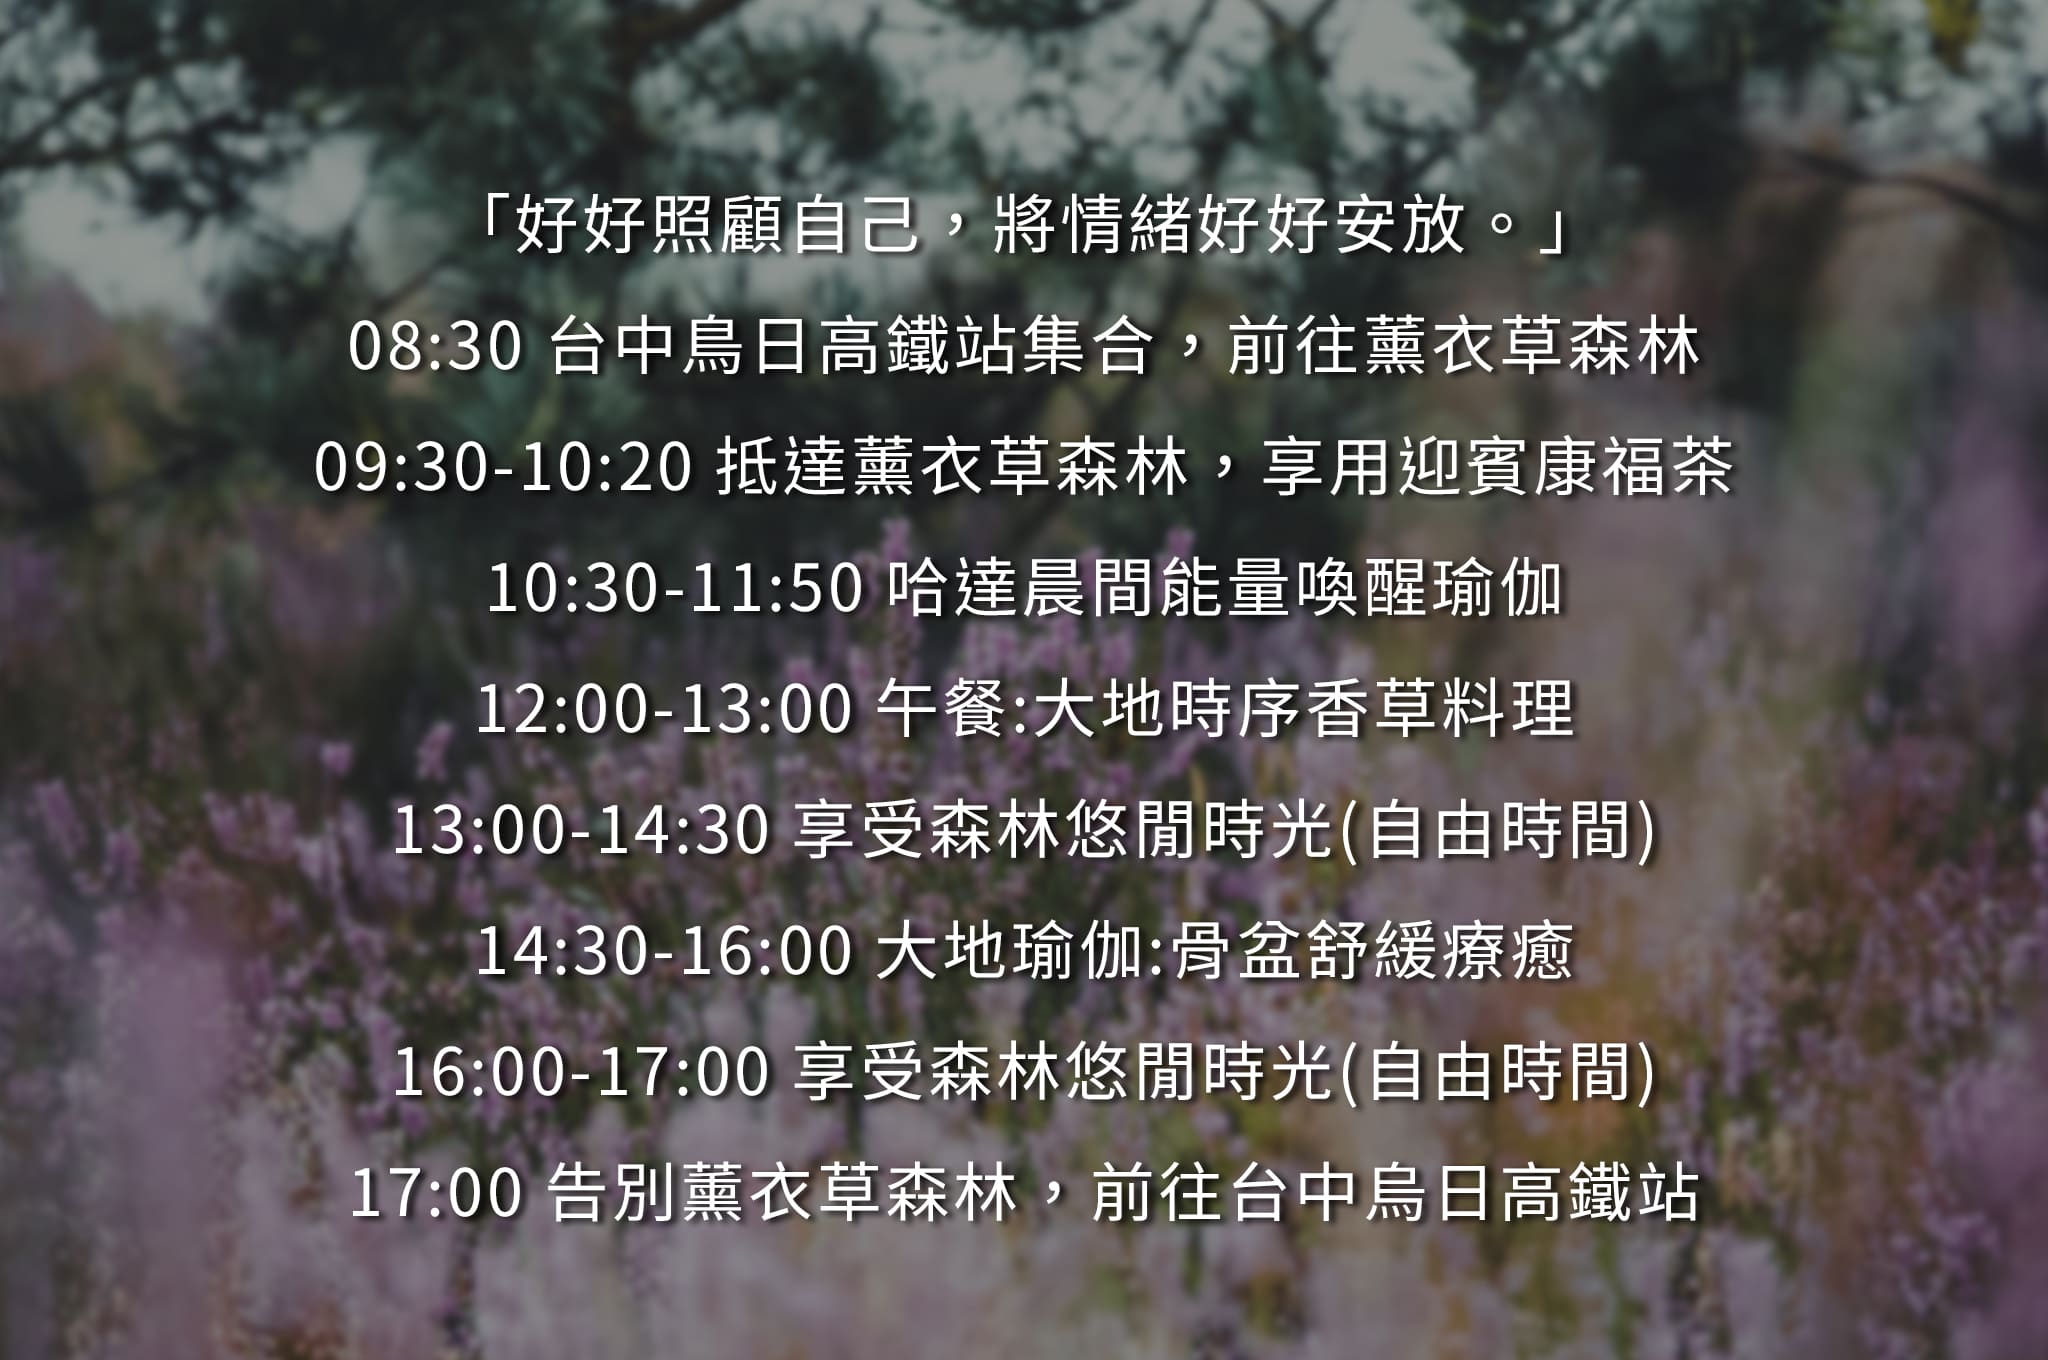 「好好照顧自己，將情緒好好安放。」
08:30 台中鳥日高鐵站集合，前往薰衣草森林
09:30-10:20 抵達薰衣草森林，享用迎賓康福茶
10:30-11:50 哈達晨間能量喚醒瑜伽
12:00-13:00 午餐:大地時序香草料理
13:00-14:30 享受森林悠閒時光(自由時間)
14:30-16:00 大地瑜伽:骨盆舒緩療癒
16:00-17:00 享受森林悠閒時光(自由時間)
17:00 告別薰衣草森林，前往台中烏日高鐵站